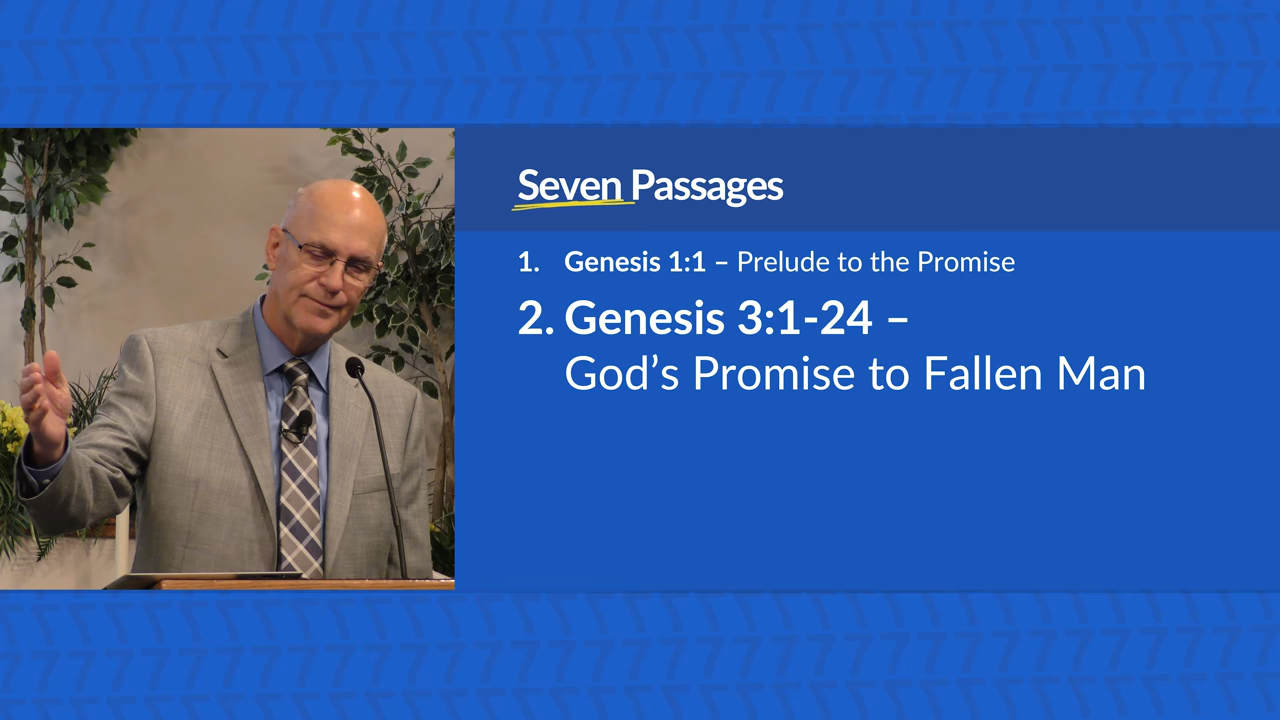 Seven Passages
1. Genesis 1:1 – Prelude to the Promise
2. Genesis 3:1-24 –
God’s Promise to Fallen Man